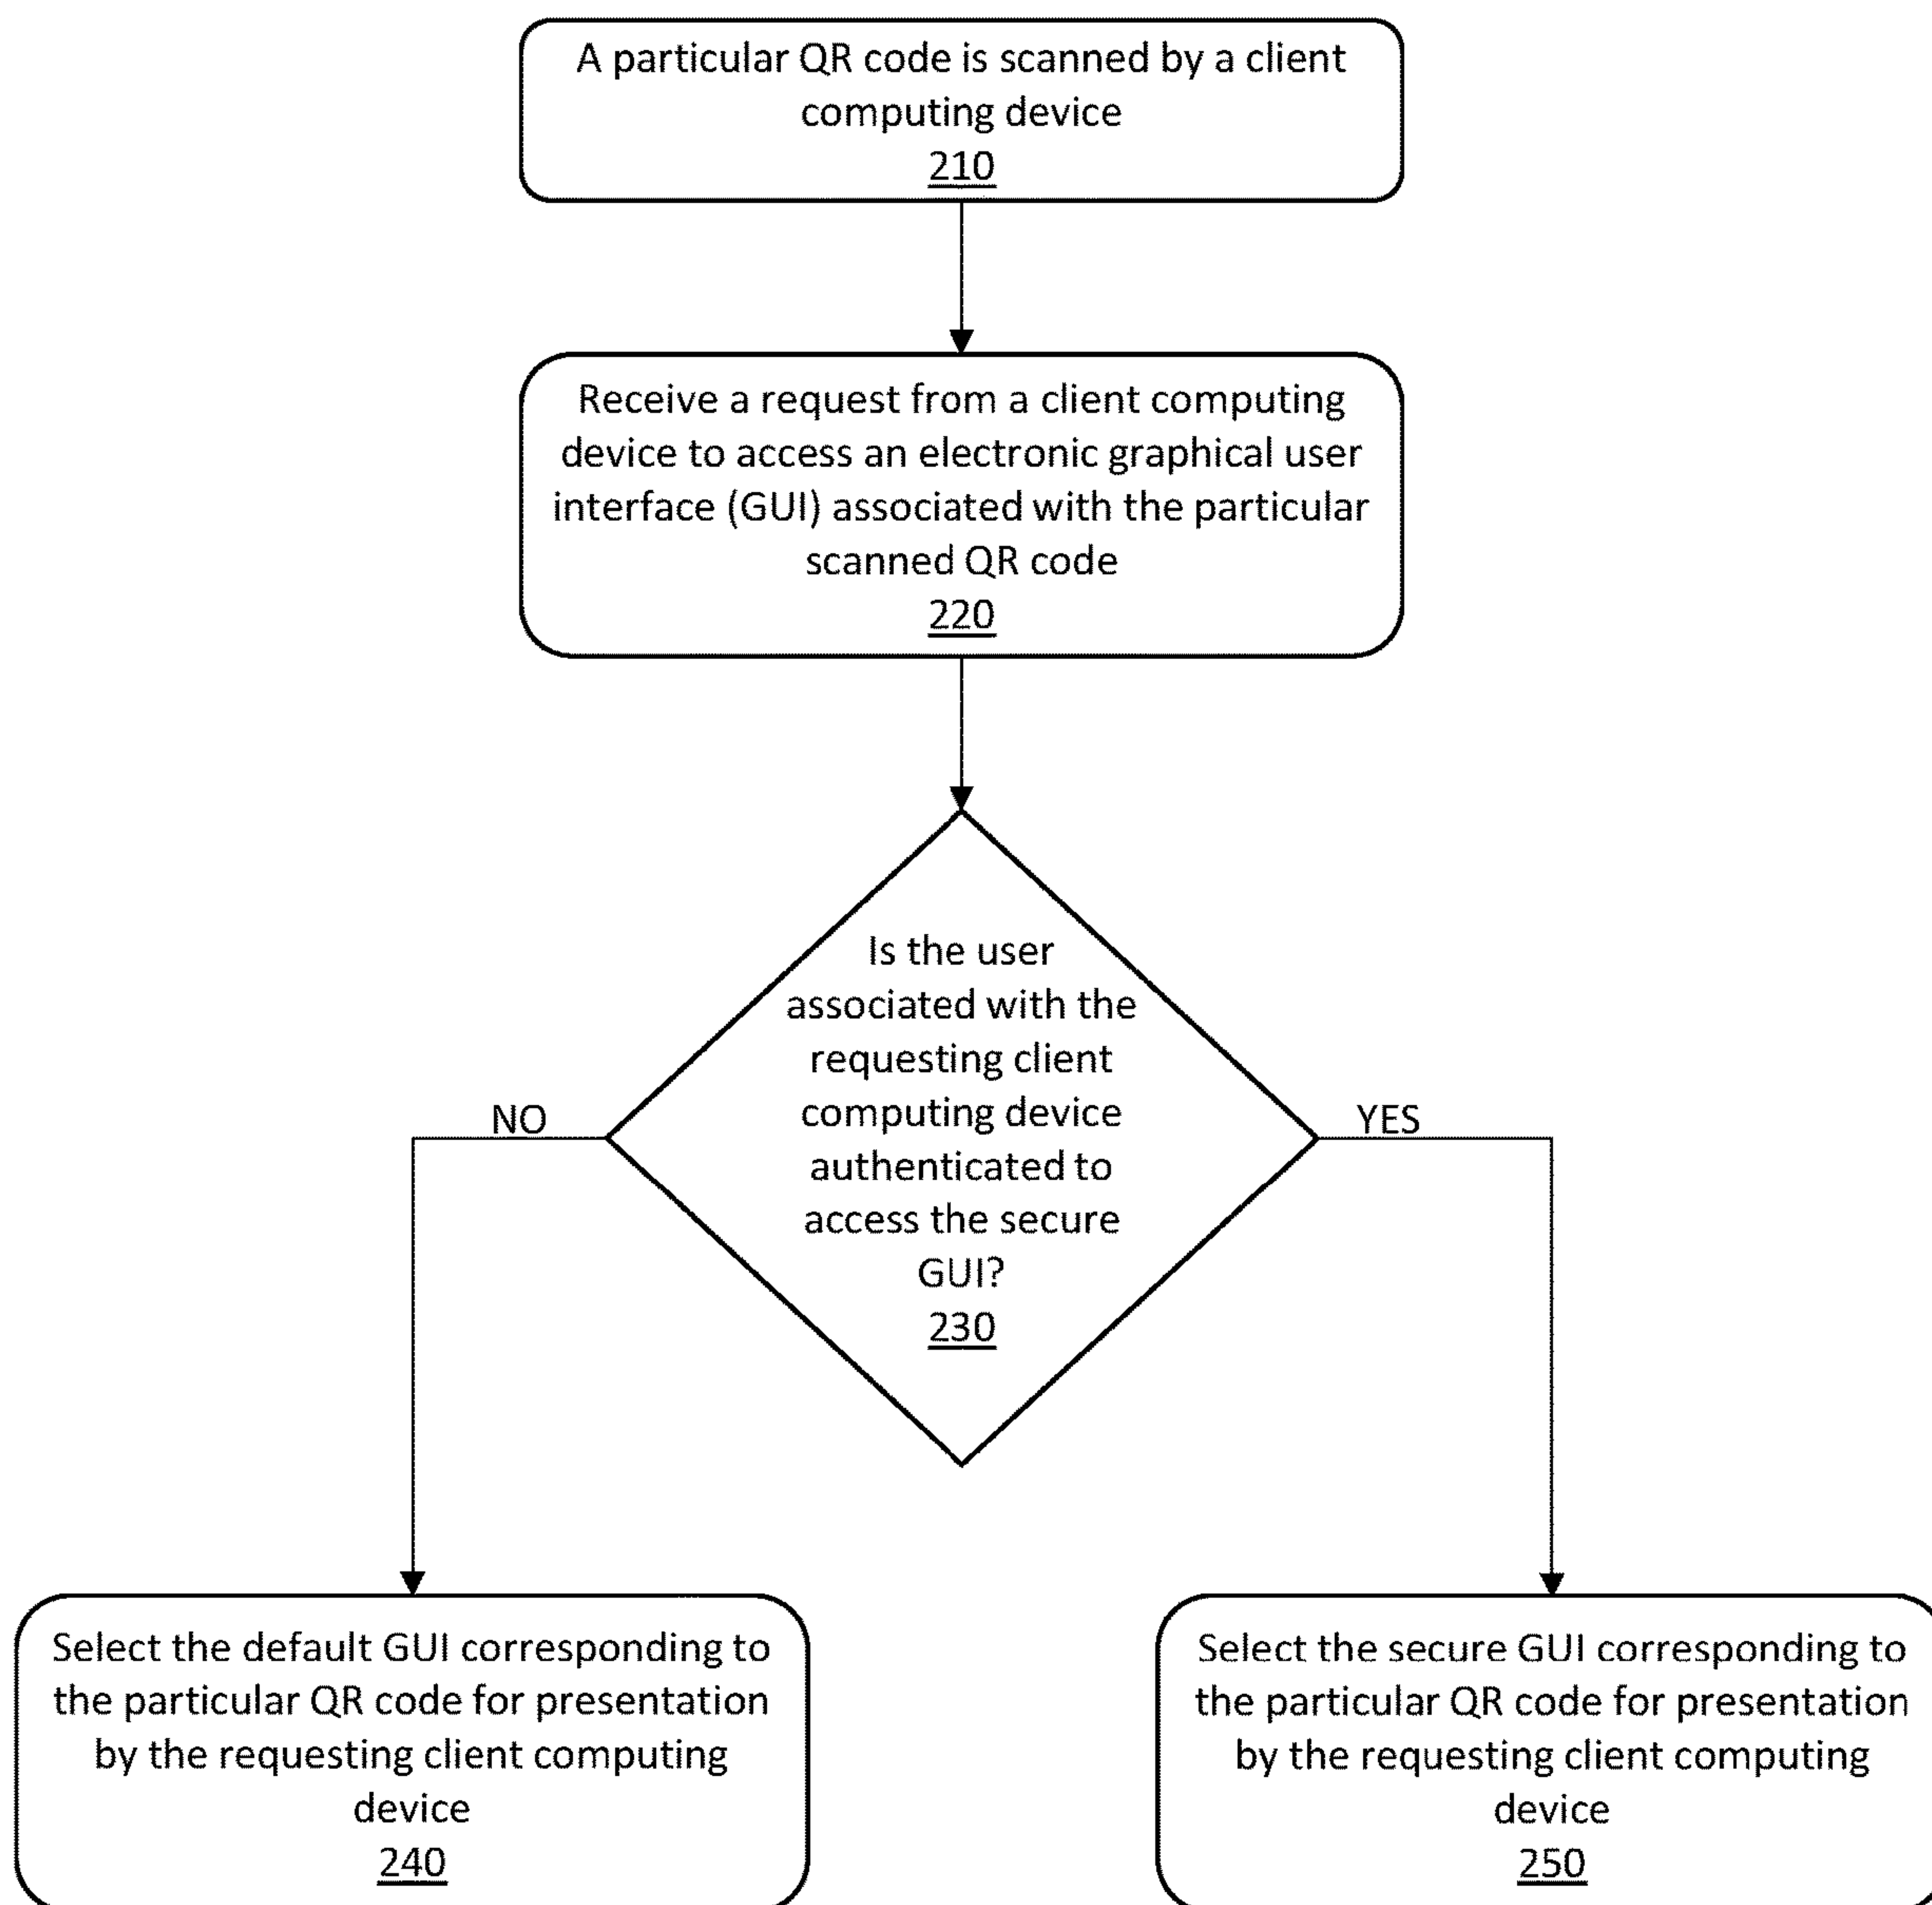 A particular QR code is scanned by a client
computing device
210
Receive a request from a client computing
device to access an electronic graphical user
interface (GUI) associated with the particular
scanned QR code
220
Is the user
associated with the
requesting client
computing device
authenticated to
access the secure
GUI?
230
NO
YES
Select the default GUI corresponding to
the particular QR code for presentation
by the requesting client computing
device
240
Select the secure GUI corresponding to
the particular QR code for presentation
by the requesting client computing
device
250